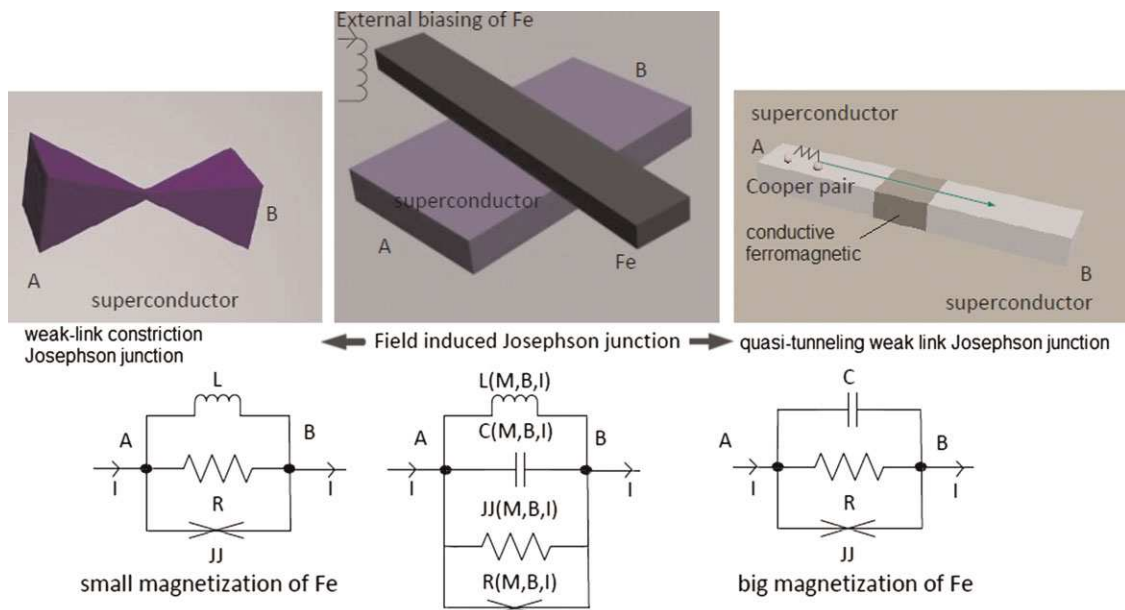 External biasing of Fe
B
superconductor
A
Fe
B
A
superconductor
superconductor
A
Cooper pair
conductive
ferromagnetic
B
superconductor
weak-link constriction
Josephson junction
Field induced Josephson junction
quasi-tunneling weak link Josephson junction
L
A
B
I
I
R
JJ
small magnetization of Fe
L(M,B,I)
A
C(M,B,I)
B
I
I
JJ(M,B,I)
R(M,B,I)
C
A
B
I
I
R
JJ
big magnetization of Fe